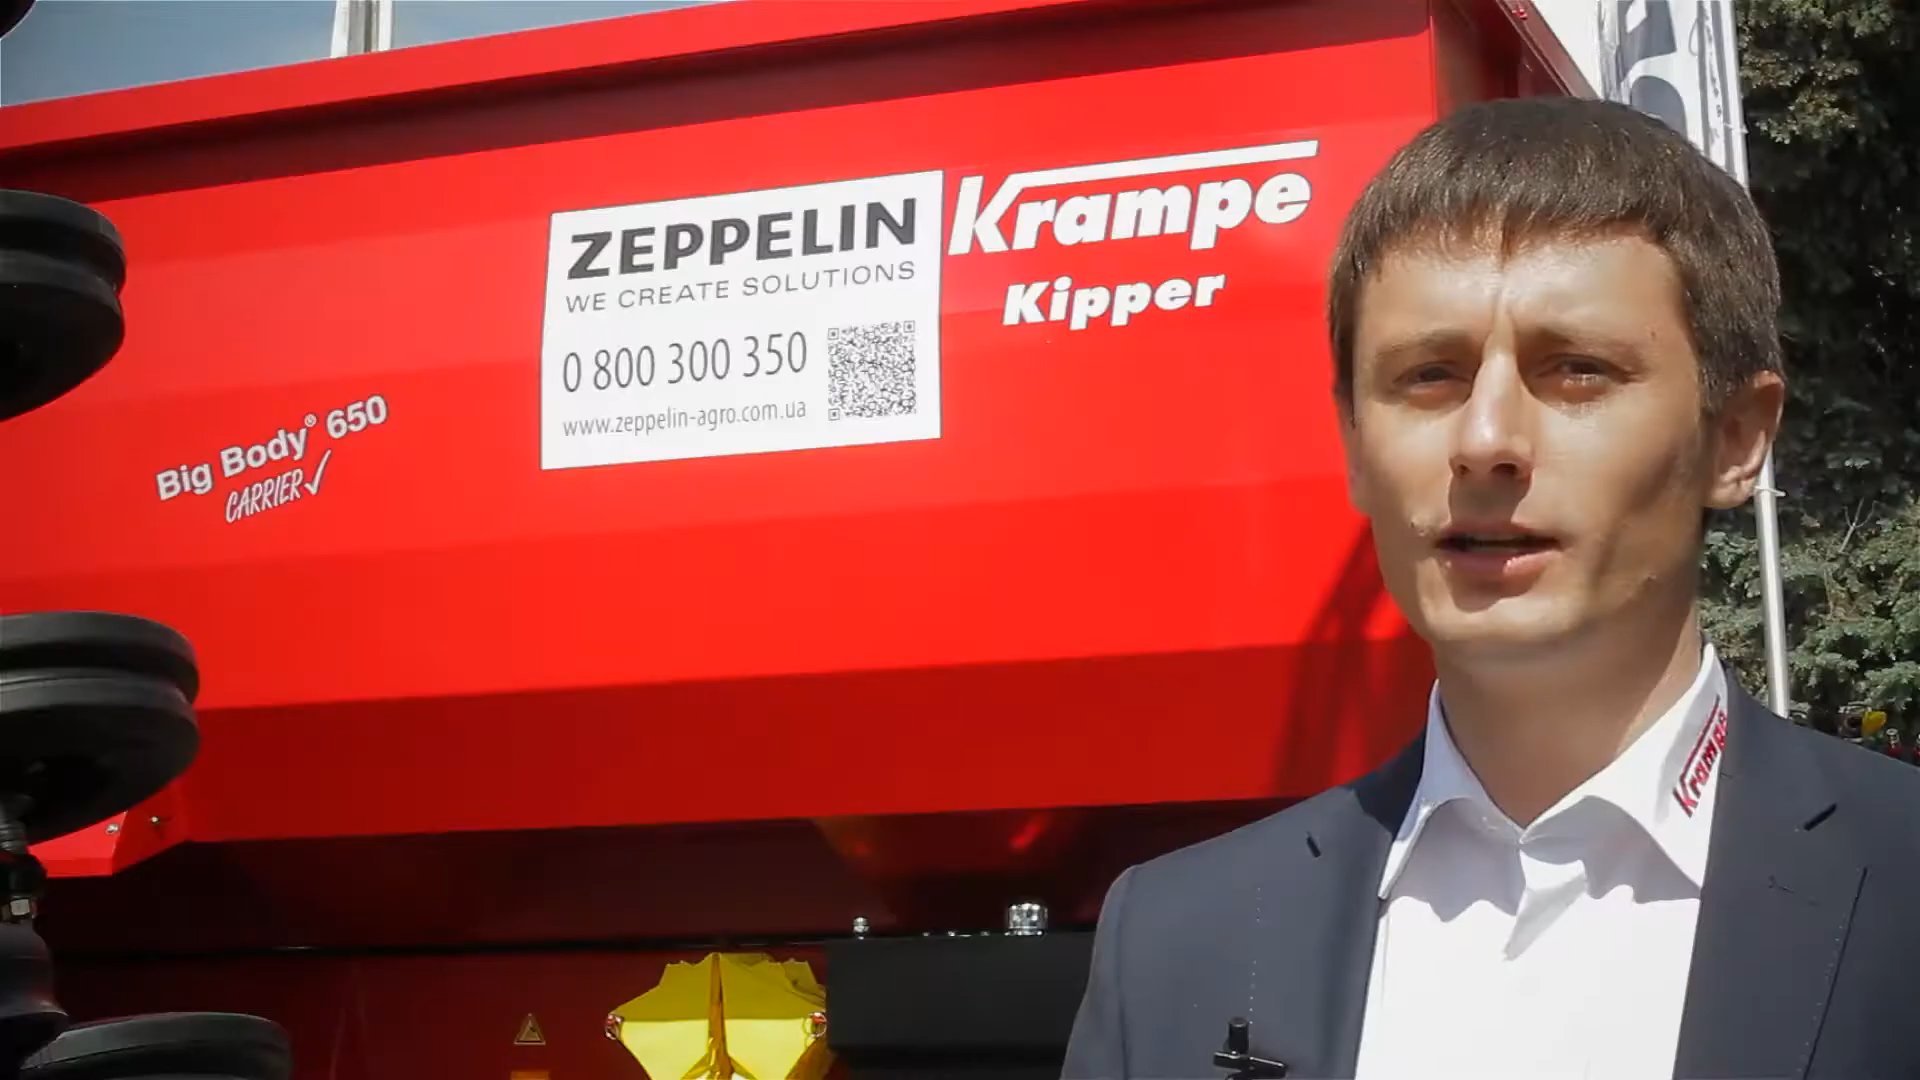 Big Body® 650
CARRIER
ZEPPELIN
WE CREATE SOLUTIONS
0 800 300 350
www.zeppelin-agro.com.ua
Krampe
Kipper
Krampe